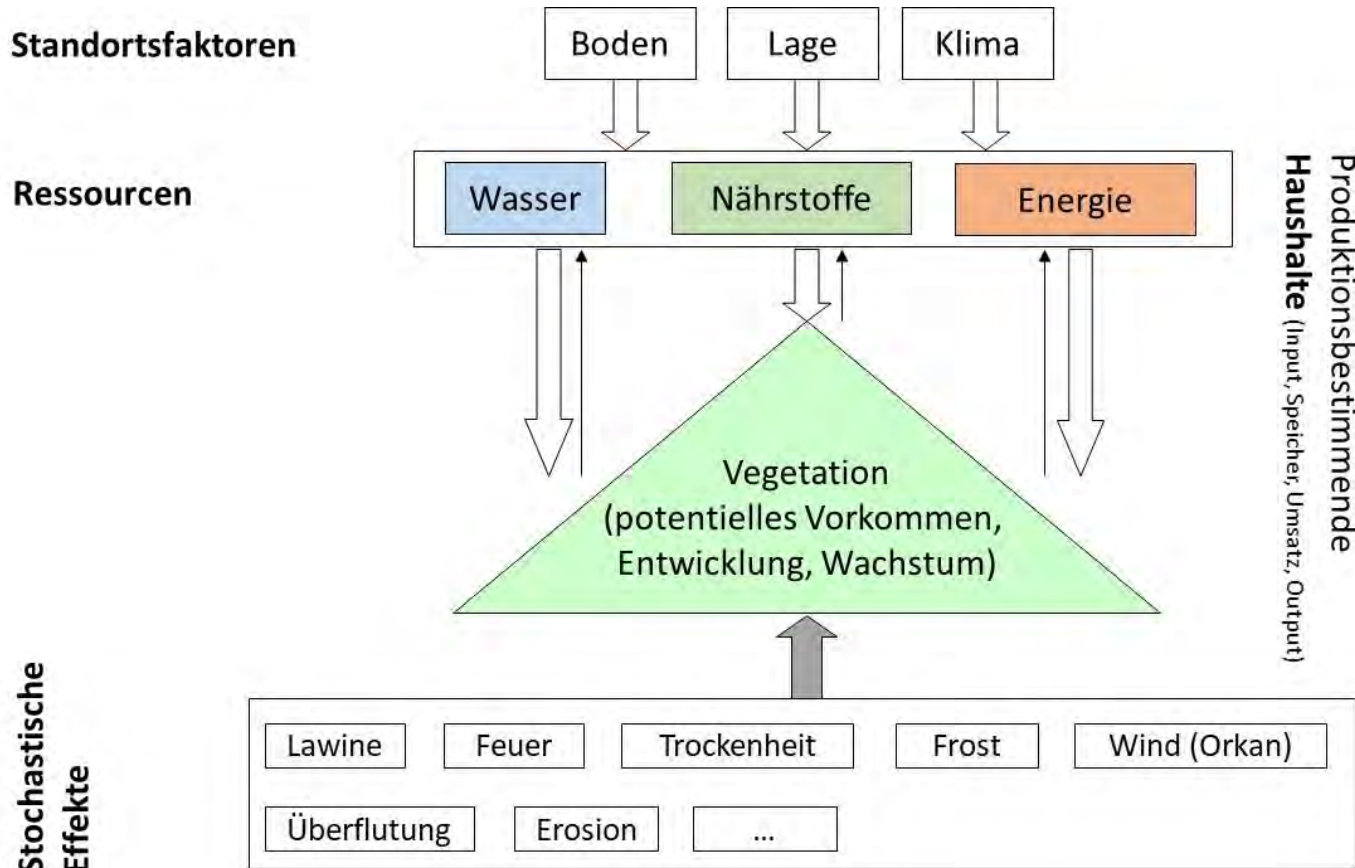 Standortsfaktoren
Boden
Lage
Klima
Ressourcen
Wasser
Nährstoffe
Energie
Produktionsbestimmende
Haushalte (Input, Speicher, Umsatz, Output)
Vegetation
(potentielles Vorkommen,
Entwicklung, Wachstum)
Stochastische
Effekte
Lawine
Feuer
Trockenheit
Frost
Wind (Orkan)
Überflutung
Erosion
...